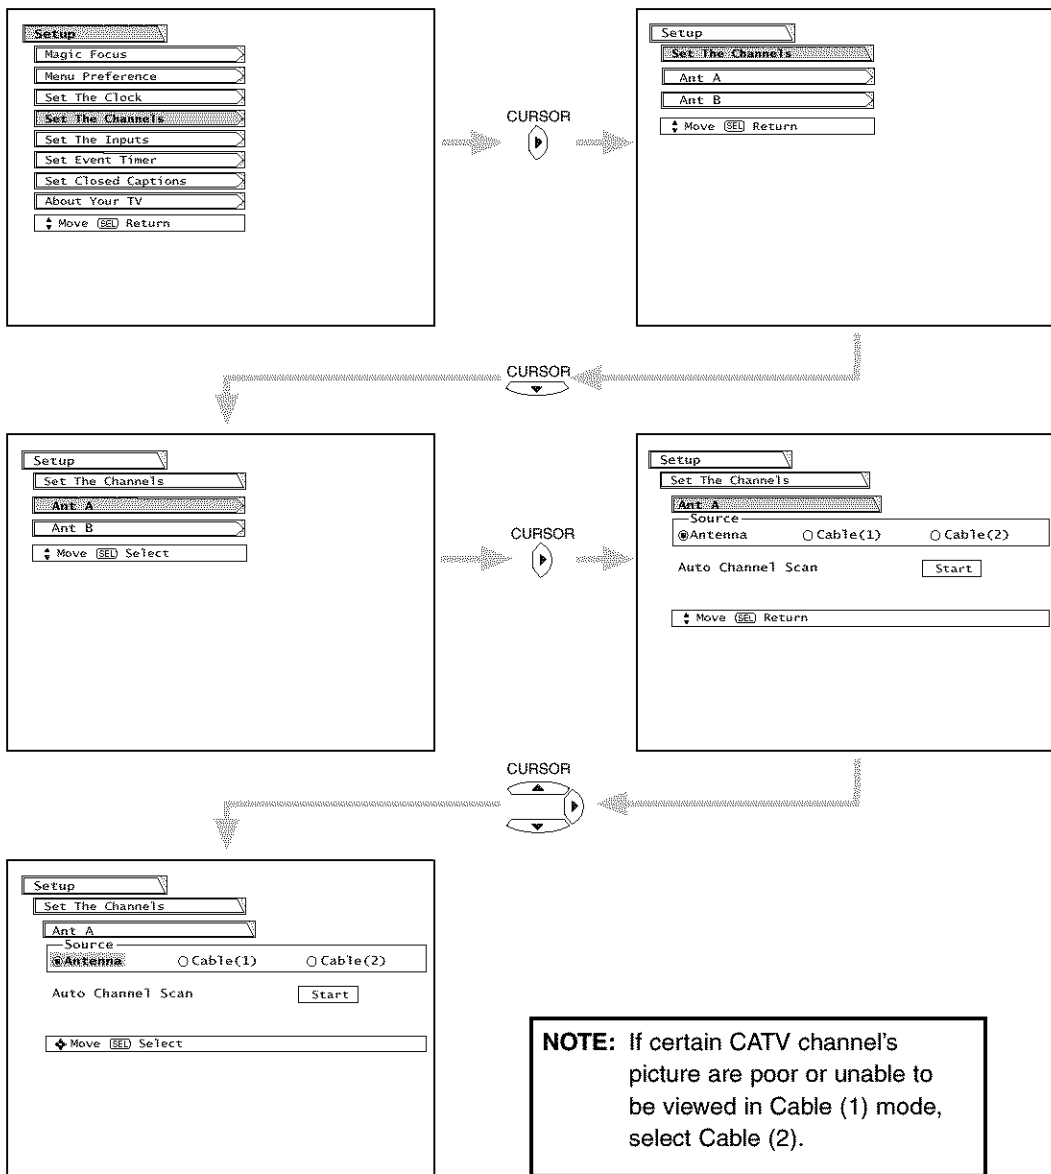 Setup
Magic Focus
Menu Preference
Set The Clock
Set The Channels
Set The Inputs
Set Event Timer
Set Closed Captions
About Your TV
Move SEL Return
CURSOR
Setup
Set The Channels
Ant A
Ant B
Move SEL Return
CURSOR
Setup
Set The Channels
Ant A
Ant B
Move SEL Select
CURSOR
Setup
Set The Channels
Ant A
Source
Antenna Cable(1) Cable(2)
Auto Channel Scan Start
Move SEL Return
CURSOR
Setup
Set The Channels
Ant A
Source
Antenna Cable(1) Cable(2)
Auto Channel Scan Start
Move SEL Select
NOTE: If certain CATV channel's
picture are poor or unable to
be viewed in Cable (1) mode,
select Cable (2).